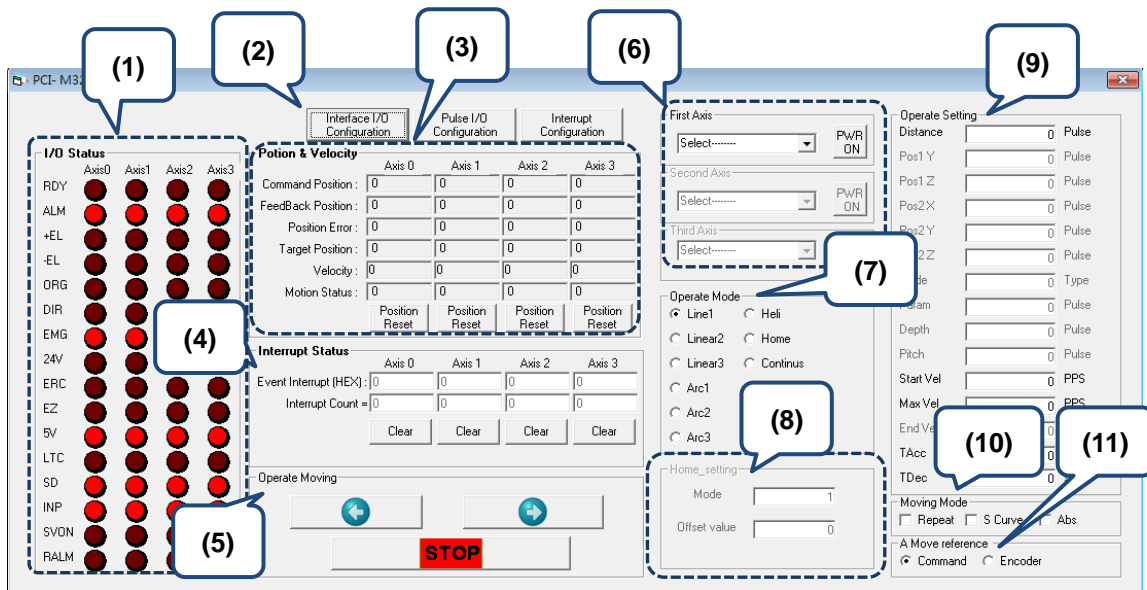 (1)
(2)
(3)
(6)
(9)
PCI- M32
Interface I/O Configuration
Pulse I/O Configuration
Interrupt Configuration
I/O Status
Axis0 Axis1 Axis2 Axis3
RDY
ALM
+EL
-EL
ORG
DIR
EMG
24V
ERC
EZ
5V
LTC
SD
INP
SVON
RALM
Potion & Velocity
Axis 0 Axis 1 Axis 2 Axis 3
Command Position : 0 0 0 0
FeedBack Position : 0 0 0 0
Position Error : 0 0 0 0
Target Position : 0 0 0 0
Velocity : 0 0 0 0
Motion Status : 0 0 0 0
Position Reset Position Reset Position Reset Position Reset
(4)
Interrupt Status
Axis 0 Axis 1 Axis 2 Axis 3
Event Interrupt (HEX) : 0 0 0 0
Interrupt Count = 0 0 0 0
Clear Clear Clear Clear
(5)
Operate Moving
STOP
First Axis
Select-------- PWR ON
Second Axis
Select-------- PWR ON
Third Axis
Select--------
(7)
Operate Mode
Line1 Heli
Linear2 Home
Linear3 Continus
Arc1
Arc2
Arc3
(8)
Home_setting
Mode 1
Offset value 0
Operate Setting
Distance 0 Pulse
Pos1 Y 0 Pulse
Pos1 Z 0 Pulse
Pos2 X 0 Pulse
Pos2 Y 0 Pulse
2 Z 0 Pulse
0 Type
0 Pulse
Depth 0 Pulse
Pitch 0 Pulse
Start Vel 0 PPS
Max Vel 0 PPS
End Ve
TAcc
TDec 0
(10)
(11)
Moving Mode
Repeat S Curve Abs
A Move reference
Command Encoder